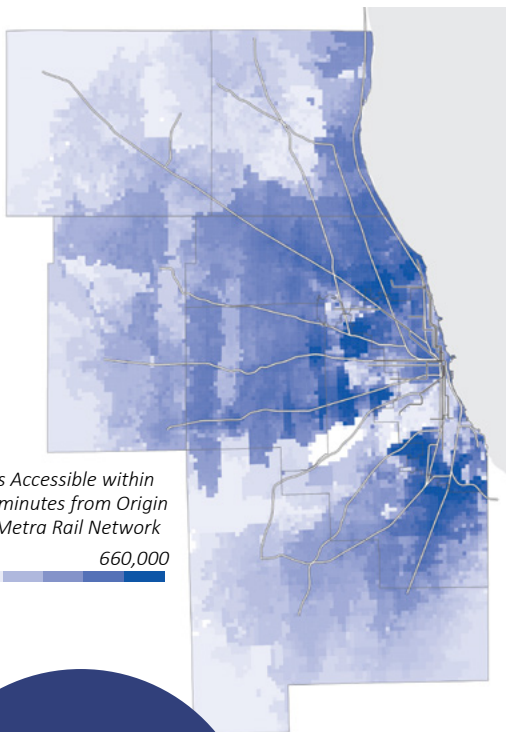 s Accessible within
minutes from Origin
Metra Rail Network
660,000